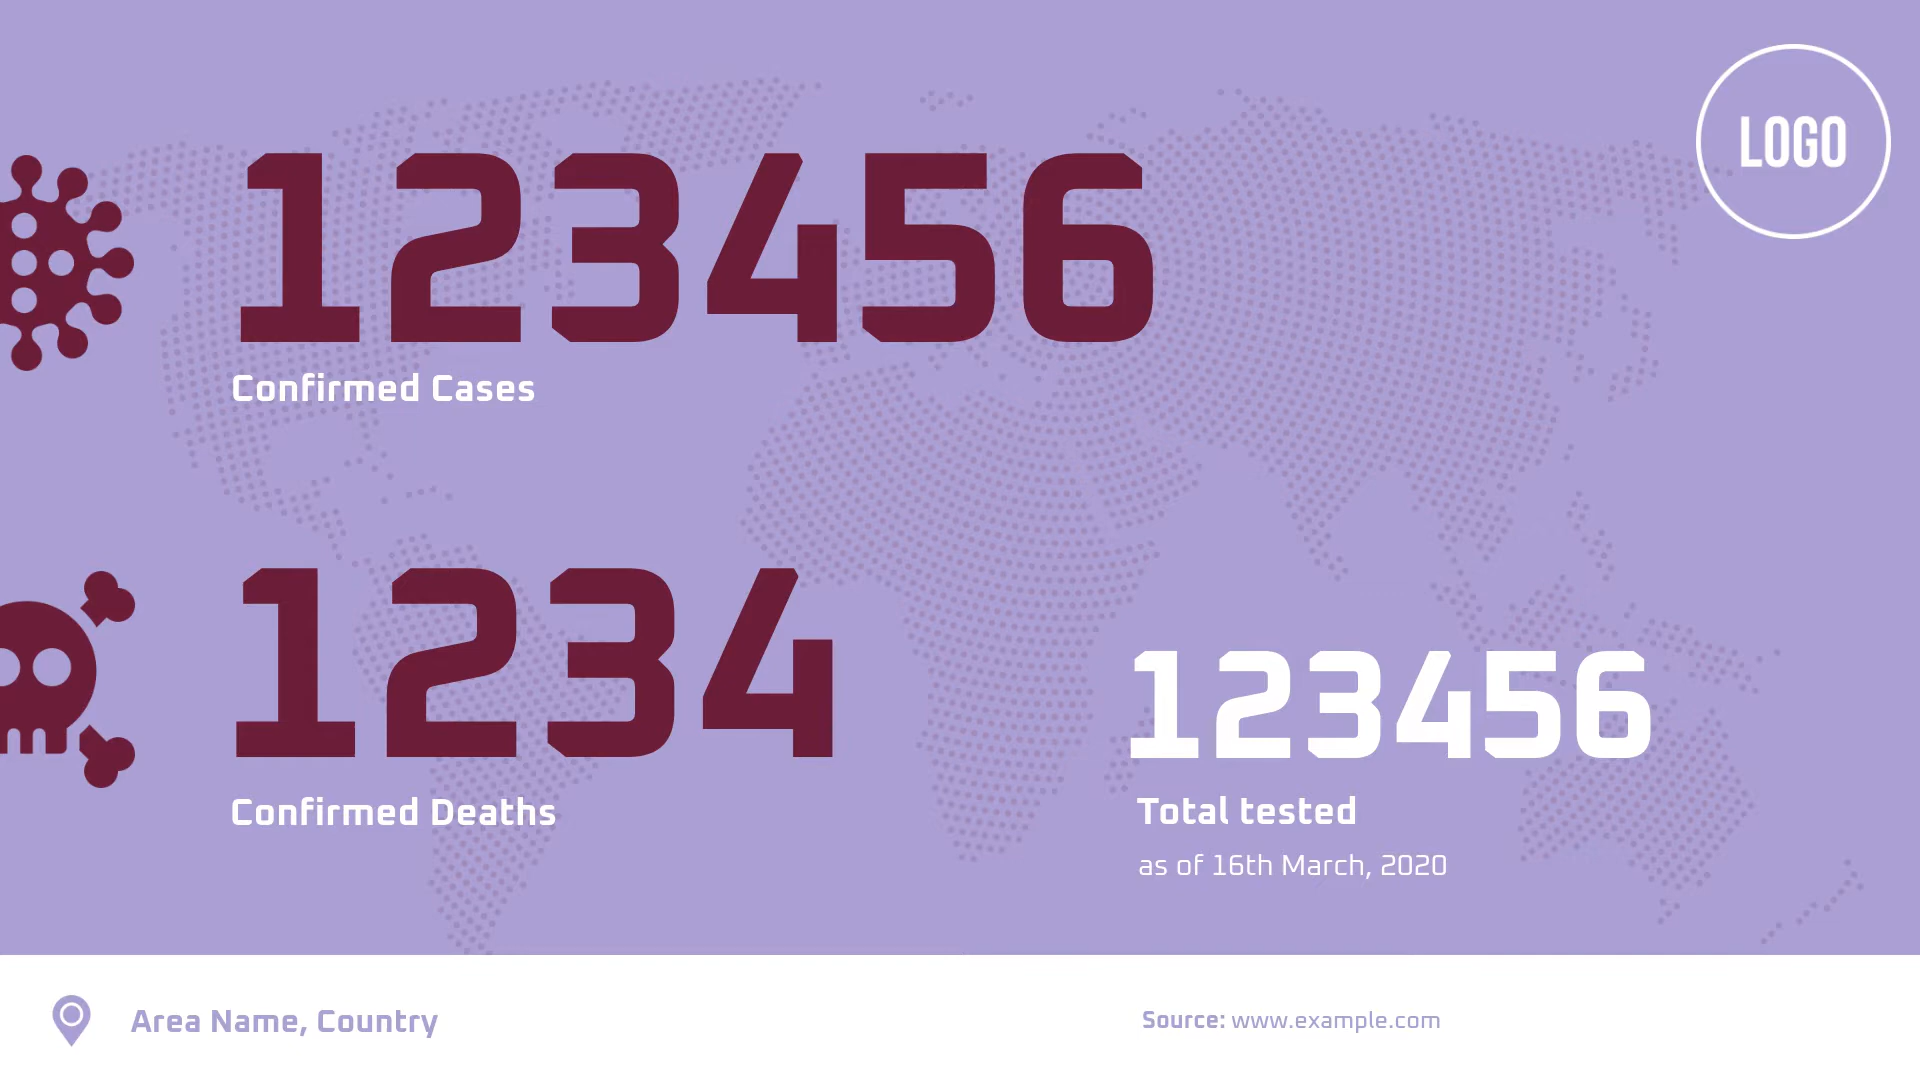 LOGO
123456
Confirmed Cases
1234
Confirmed Deaths
123456
Total tested
as of 16th March, 2020
Area Name, Country
Source: www.example.com